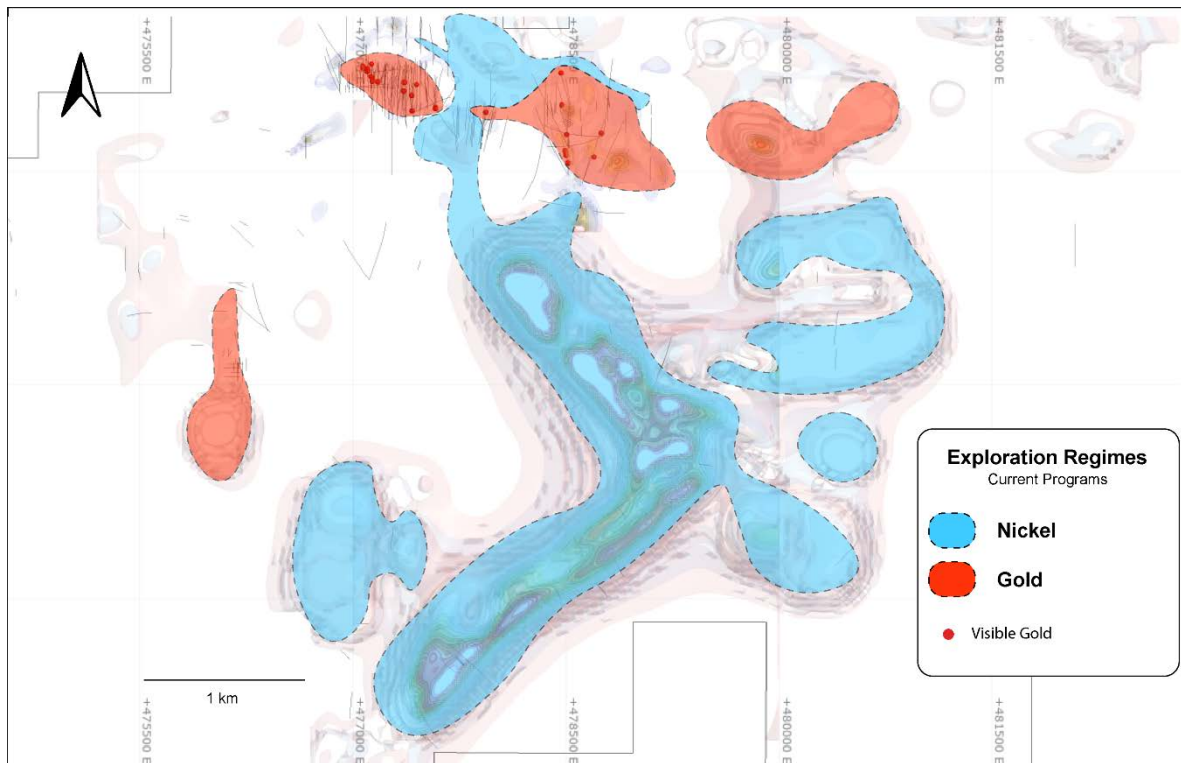 +475500 E
+477000 E
+478500 E
+480000 E
+481500 E
Exploration Regimes
Current Programs
Nickel
Gold
Visible Gold
1 km
+475500 E
+477000 E
+478500 E
+480000 E
+481500 E